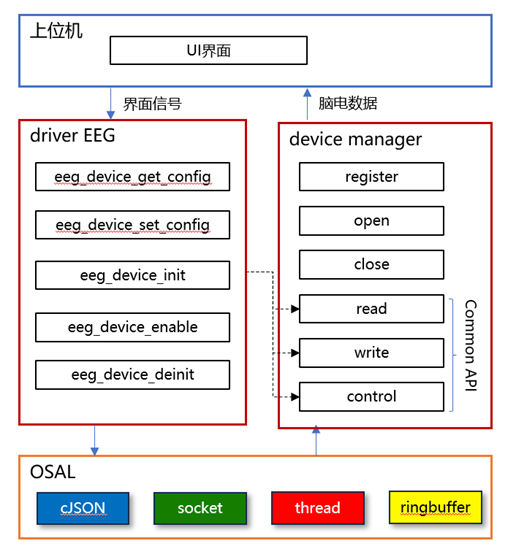 上位机
UI界面
界面信号
脑电数据
driver EEG
eeg_device_get_config
eeg_device_set_config
eeg_device_init
eeg_device_enable
eeg_device_deinit
device manager
register
open
close
read
write
control
Common API
OSAL
cJSON
socket
thread
ringbuffer